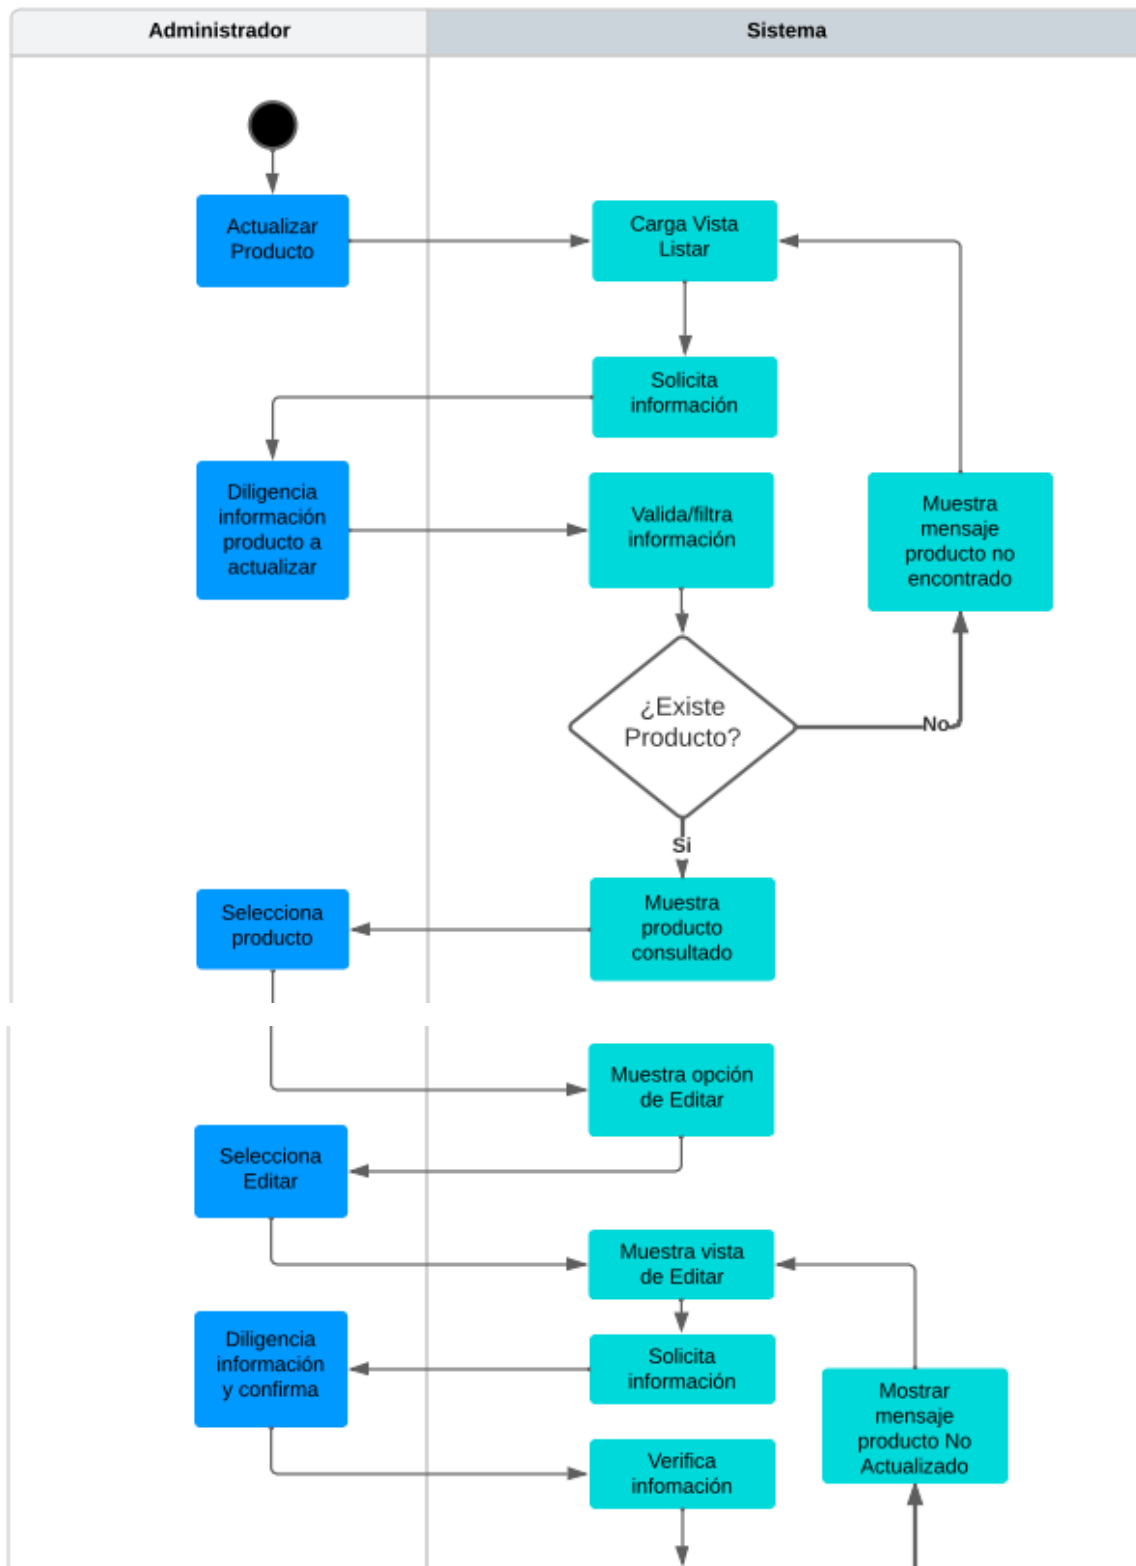 Administrador
Sistema
Actualizar
Producto
Carga Vista
Listar
Solicita
información
Diligencia
información
producto a
actualizar
Valida/filtra
información
Muestra
mensaje
producto no
encontrado
¿Existe
Producto?
No
Si
Selecciona
producto
Muestra
producto
consultado
Muestra opción
de Editar
Selecciona
Editar
Muestra vista
de Editar
Diligencia
información
y confirma
Solicita
información
Mostrar
mensaje
producto No
Actualizado
Verifica
infomación